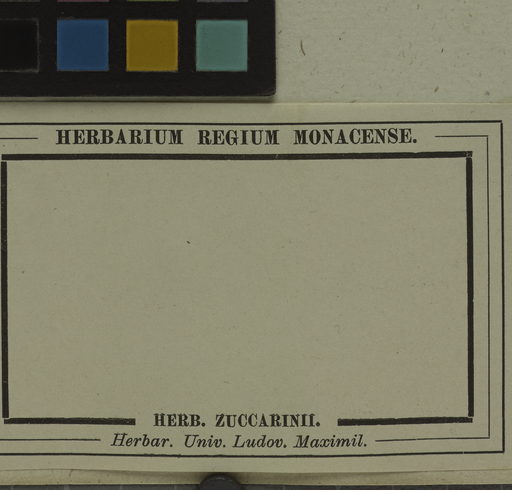 HERBARIUM REGIUM MONACENSE.
HERB. ZUCCARINII.
Herbar. Univ. Ludov. Maximil.